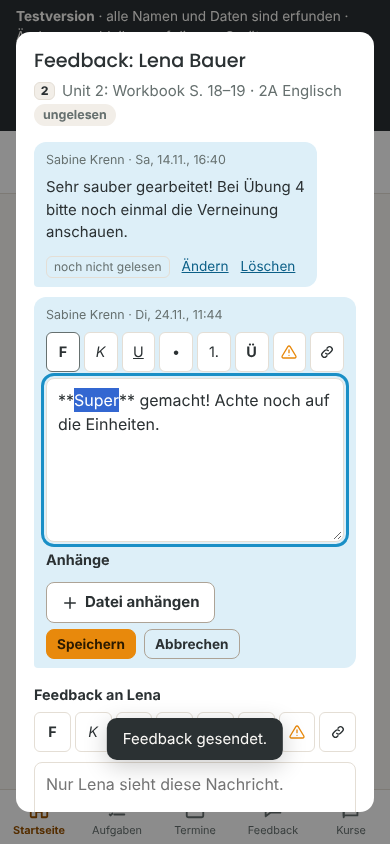 Testversion · alle Namen und Daten sind erfunden ·
Feedback: Lena Bauer
2 Unit 2: Workbook S. 18–19 · 2A Englisch
ungelesen
Sabine Krenn · Sa, 14.11., 16:40
Sehr sauber gearbeitet! Bei Übung 4
bitte noch einmal die Verneinung
anschauen.
noch nicht gelesen Ändern Löschen
Sabine Krenn · Di, 24.11., 11:44
F K U • 1. Ü
**Super** gemacht! Achte noch auf
die Einheiten.
Anhänge
+ Datei anhängen
Speichern Abbrechen
Feedback an Lena
F K
Feedback gesendet.
Nur Lena sieht diese Nachricht.
Startseite Aufgaben Termine Feedback Kurse